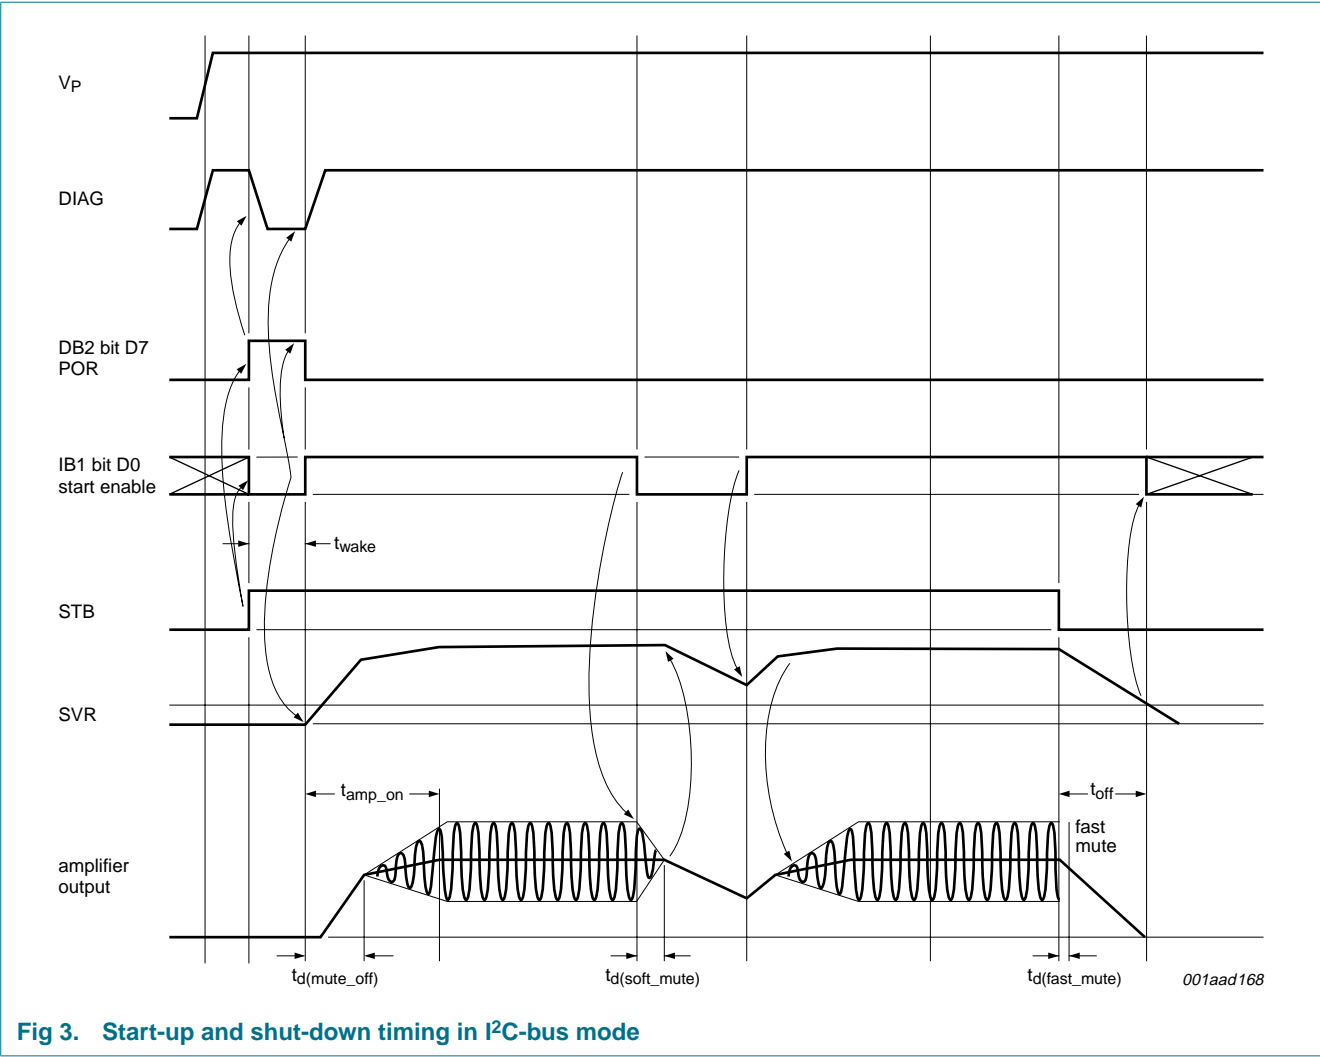 VP
DIAG
DB2 bit D7
POR
IB1 bit D0
start enable
twake
STB
SVR
tamp_on
toff
fast
mute
amplifier
output
td(mute_off)
td(soft_mute)
td(fast_mute)
001aad168
Fig 3. Start-up and shut-down timing in I2C-bus mode